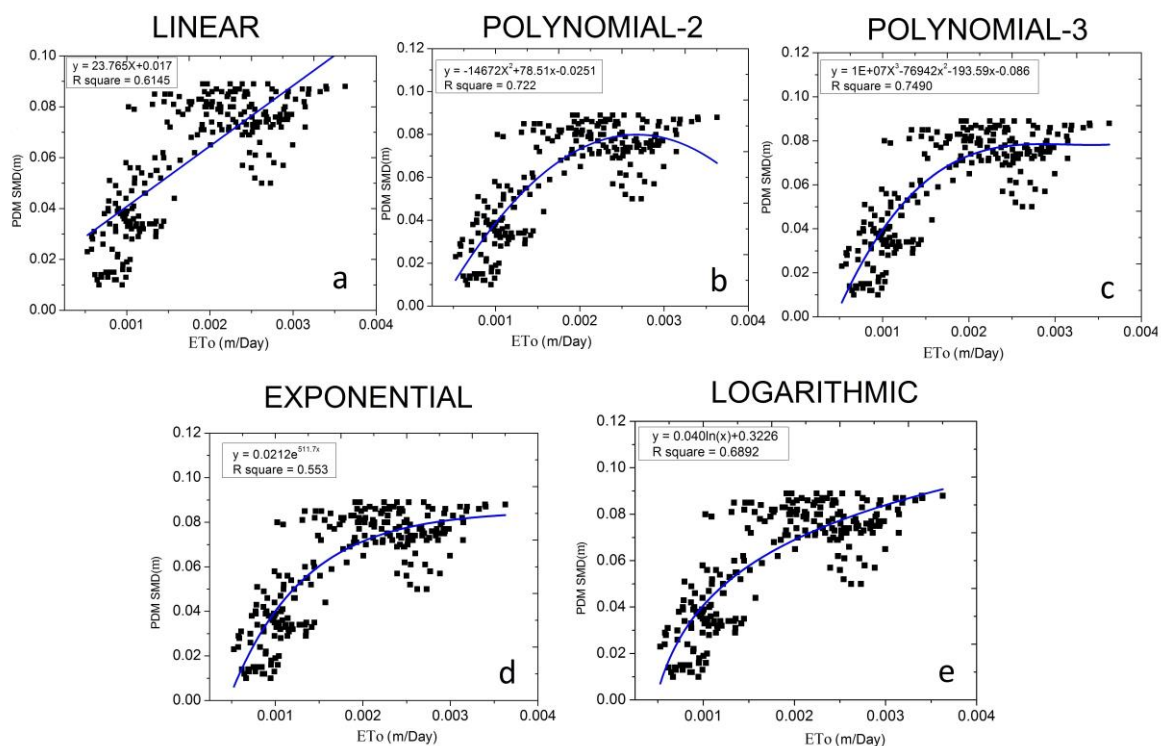 LINEAR
y = 23.765X+0.017
R square = 0.6145
0.10
0.08
0.06
0.04
0.02
0.00
PDM SMD(m)
0.001
0.002
0.003
0.004
ETo (m/Day)
a
POLYNOMIAL-2
y = -14672X²+78.51x-0.0251
R square = 0.722
0.12
0.10
0.08
0.06
0.04
0.02
0.00
PDM SMD(m)
0.001
0.002
0.003
0.004
ETo (m/Day)
b
POLYNOMIAL-3
y = 1E+07X³-76942x²-193.59x-0.086
R square = 0.7490
0.12
0.10
0.08
0.06
0.04
0.02
0.00
PDM SMD(m)
0.001
0.002
0.003
0.004
ETo (m/Day)
c
EXPONENTIAL
y = 0.0212e^511.7x
R square = 0.553
0.12
0.10
0.08
0.06
0.04
0.02
0.00
PDM SMD(m)
0.001
0.002
0.003
0.004
ETo (m/Day)
d
LOGARITHMIC
y = 0.040ln(x)+0.3226
R square = 0.6892
0.12
0.10
0.08
0.06
0.04
0.02
0.00
PDM SMD(m)
0.001
0.002
0.003
0.004
ETo (m/Day)
e